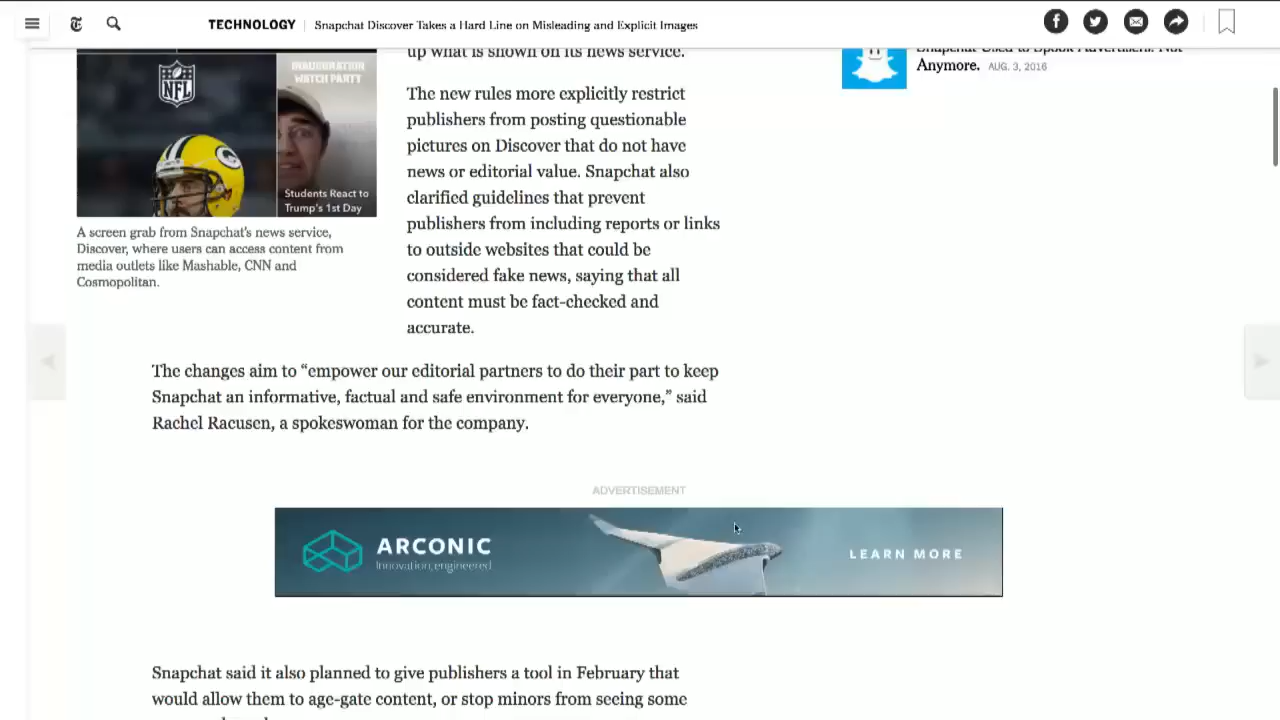 TECHNOLOGY
Snapchat Discover Takes a Hard Line on Misleading and Explicit Images
NFL
INAUGURATION
WATCH PARTY
Students React to
Trump's 1st Day
A screen grab from Snapchat's news service,
Discover, where users can access content from
media outlets like Mashable, CNN and
Cosmopolitan.
up what is shown on its news service.
The new rules more explicitly restrict
publishers from posting questionable
pictures on Discover that do not have
news or editorial value. Snapchat also
clarified guidelines that prevent
publishers from including reports or links
to outside websites that could be
considered fake news, saying that all
content must be fact-checked and
accurate.
Snapchat Used to Spook Advertisers. Not
Anymore. AUG. 3, 2016
The changes aim to “empower our editorial partners to do their part to keep
Snapchat an informative, factual and safe environment for everyone,” said
Rachel Racusen, a spokeswoman for the company.
ADVERTISEMENT
ARCONIC
Innovation, engineered
LEARN MORE
Snapchat said it also planned to give publishers a tool in February that
would allow them to age-gate content, or stop minors from seeing some